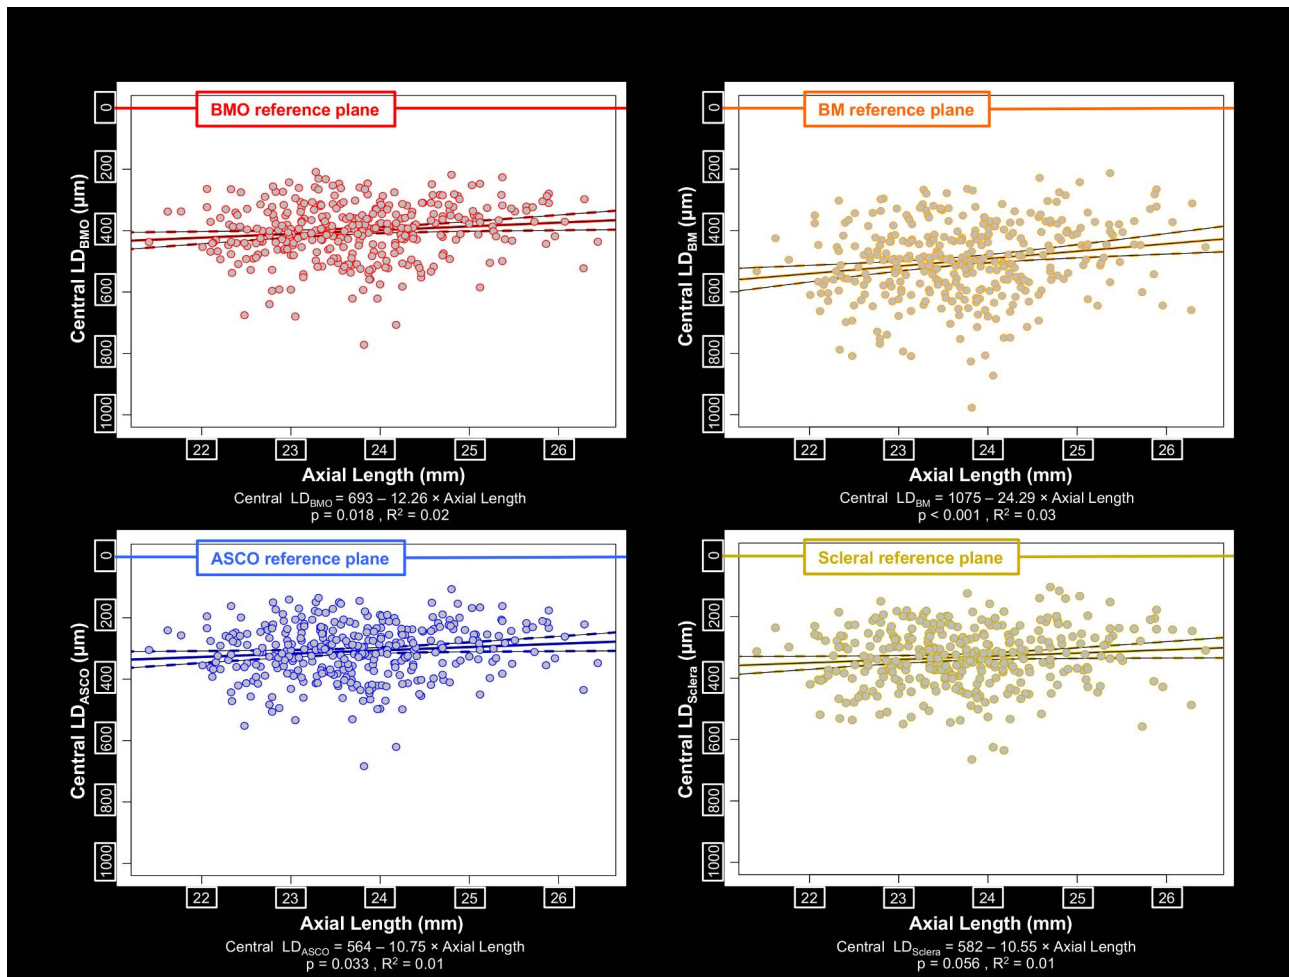 BMO reference plane
0
200
400
600
800
1000
Central LD_BMO (µm)
22 23 24 25 26
Axial Length (mm)
Central LD_BMO = 693 – 12.26 × Axial Length
p = 0.018 , R² = 0.02
BM reference plane
0
200
400
600
800
1000
Central LD_BM (µm)
22 23 24 25 26
Axial Length (mm)
Central LD_BM = 1075 – 24.29 × Axial Length
p < 0.001 , R² = 0.03
ASCO reference plane
0
200
400
600
800
1000
Central LD_ASCO (µm)
22 23 24 25 26
Axial Length (mm)
Central LD_ASCO = 564 – 10.75 × Axial Length
p = 0.033 , R² = 0.01
Scleral reference plane
0
200
400
600
800
1000
Central LD_Sclera (µm)
22 23 24 25 26
Axial Length (mm)
Central LD_Sclera = 582 – 10.55 × Axial Length
p = 0.056 , R² = 0.01